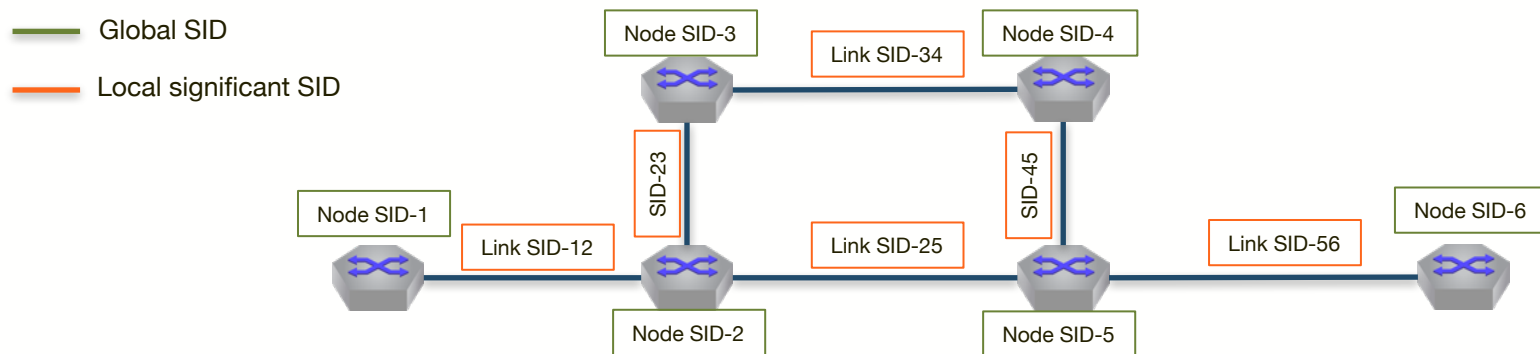 Global SID
Local significant SID
Node SID-3
Link SID-34
Node SID-4
SID-23
SID-45
Node SID-1
Link SID-12
Link SID-25
Link SID-56
Node SID-6
Node SID-2
Node SID-5